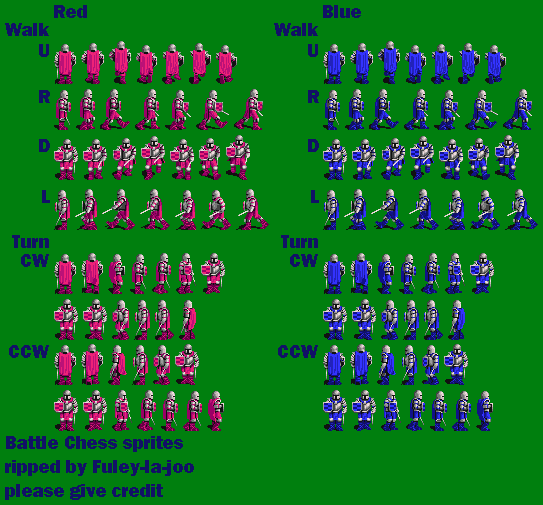 Red Blue
Walk Walk
U U
R R
D D
L L
Turn Turn
CW CW
CCW CCW
Battle Chess sprites
ripped by Fuley-la-joo
please give credit